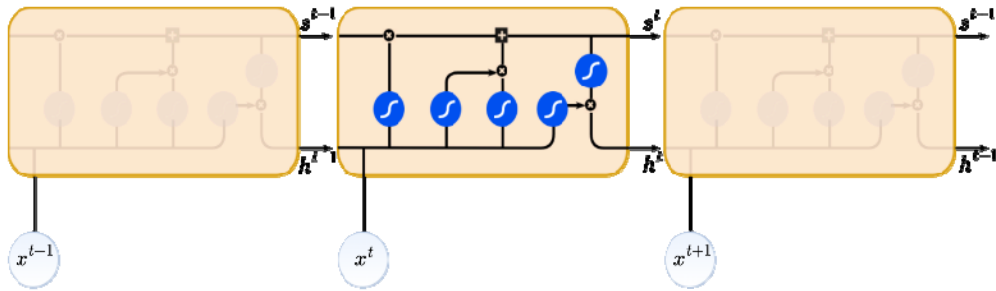 s^{t-1} s^t s^{t-1}
h^{t-1} h^t h^{t-1}
x^{t-1} x^t x^{t+1}